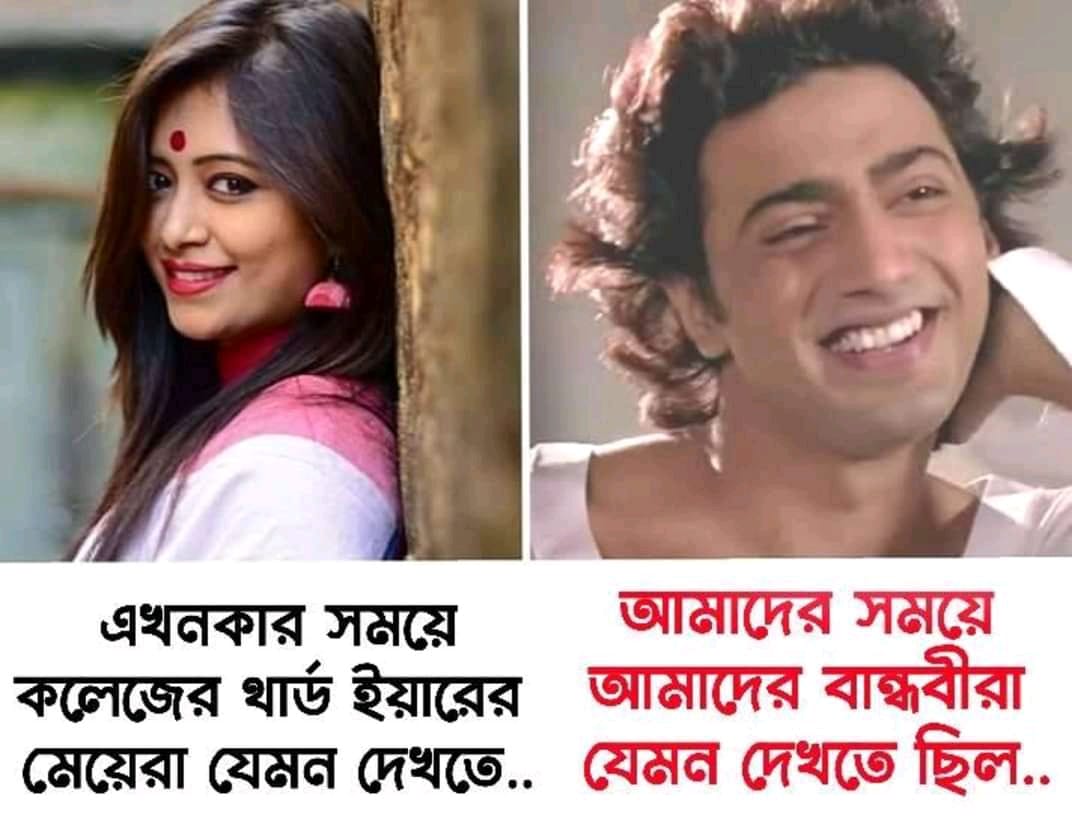 এখনকার সময়ে
কলেজের থার্ড ইয়ারের
মেয়েরা যেমন দেখতে..
আমাদের সময়ে
আমাদের বান্ধবীরা
যেমন দেখতে ছিল..